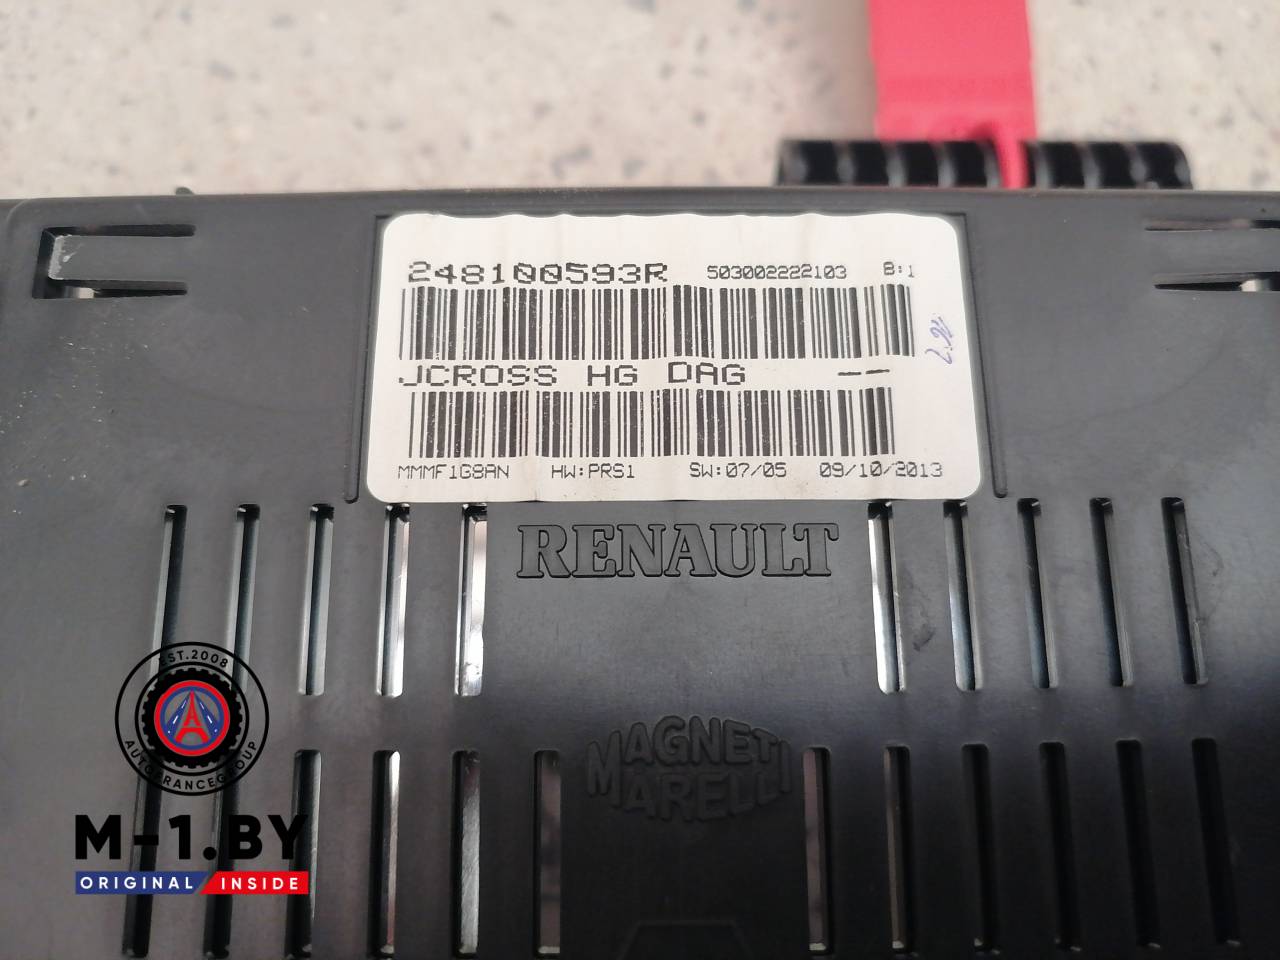 248100593R 503002222103 B:1
JCROSS HG DAG --
MMMF1G8AN HW:PRS1 SW:07/05 09/10/2013
RENAULT
MAGNETI
MARELLI
EST.2008
AUTOFRANCEGROUP
M-1.BY
ORIGINAL INSIDE